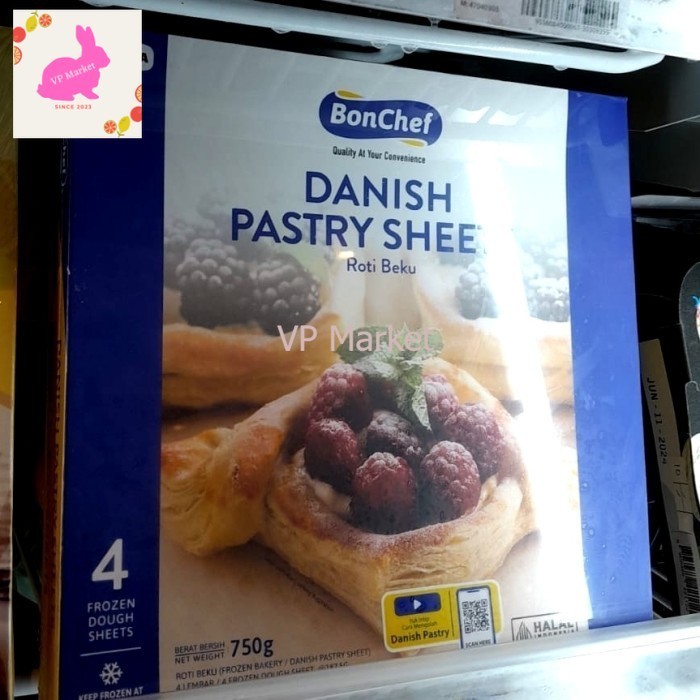 VP Market
SINCE 2023
BonChef
Quality At Your Convenience
DANISH
PASTRY SHEE
Roti Beku
VP Market
4
FROZEN
DOUGH
SHEETS
KEEP FROZEN AT
BERAT BERSIH
NET WEIGHT
750g
ROTI BEKU (FROZEN BAKERY / DANISH PASTRY SHEET)
4 LEMBAR / 4 FROZEN DOUGH SHEET
Danish Pastry
SCAN HERE
HALAL
INDONESIA
JUN - 11 - 2024